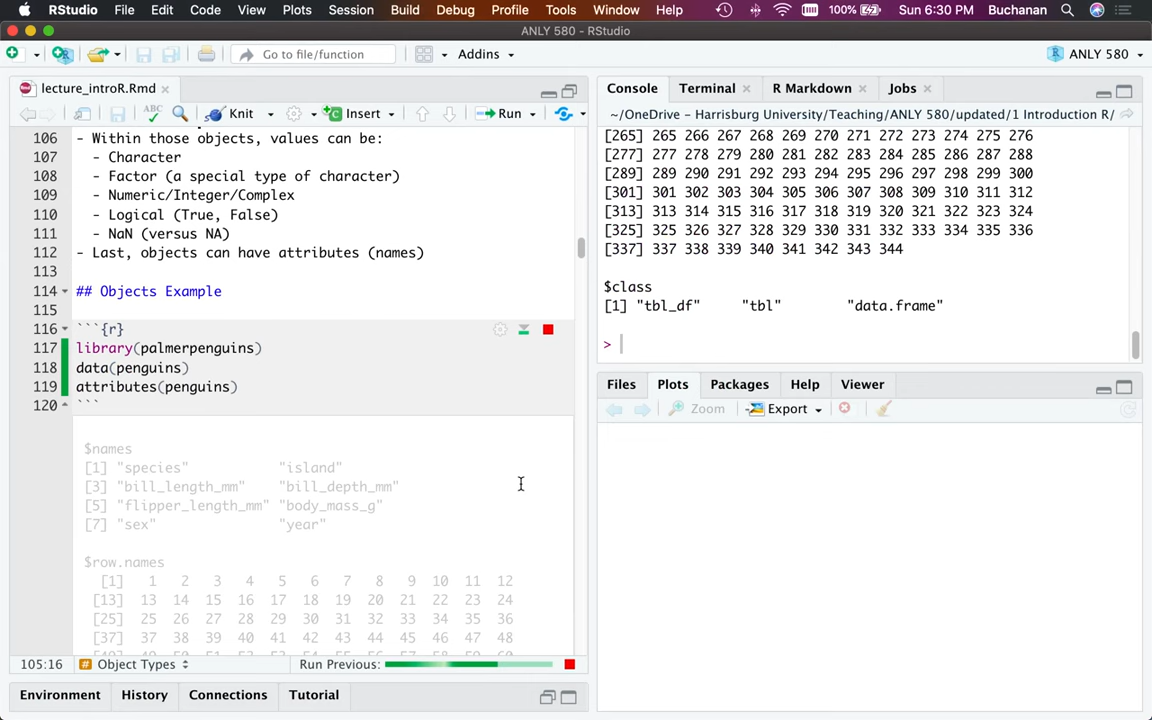 RStudio File Edit Code View Plots Session Build Debug Profile Tools Window Help 100% Sun 6:30 PM Buchanan
ANLY 580 - RStudio
Go to file/function Addins ANLY 580
lecture_introR.Rmd
ABC Knit Insert Run
106 - Within those objects, values can be:
107 - Character
108 - Factor (a special type of character)
109 - Numeric/Integer/Complex
110 - Logical (True, False)
111 - NaN (versus NA)
112 - Last, objects can have attributes (names)
113
114 ## Objects Example
115
116 ```{r}
117 library(palmerpenguins)
118 data(penguins)
119 attributes(penguins)
120 ```
$names
[1] "species" "island"
[3] "bill_length_mm" "bill_depth_mm"
[5] "flipper_length_mm" "body_mass_g"
[7] "sex" "year"
$row.names
[1] 1 2 3 4 5 6 7 8 9 10 11 12
[13] 13 14 15 16 17 18 19 20 21 22 23 24
[25] 25 26 27 28 29 30 31 32 33 34 35 36
[37] 37 38 39 40 41 42 43 44 45 46 47 48
105:16 # Object Types Run Previous:
Environment History Connections Tutorial
Console Terminal R Markdown Jobs
~/OneDrive - Harrisburg University/Teaching/ANLY 580/updated/1 Introduction R/
[265] 265 266 267 268 269 270 271 272 273 274 275 276
[277] 277 278 279 280 281 282 283 284 285 286 287 288
[289] 289 290 291 292 293 294 295 296 297 298 299 300
[301] 301 302 303 304 305 306 307 308 309 310 311 312
[313] 313 314 315 316 317 318 319 320 321 322 323 324
[325] 325 326 327 328 329 330 331 332 333 334 335 336
[337] 337 338 339 340 341 342 343 344
$class
[1] "tbl_df" "tbl" "data.frame"
>
Files Plots Packages Help Viewer
Zoom Export